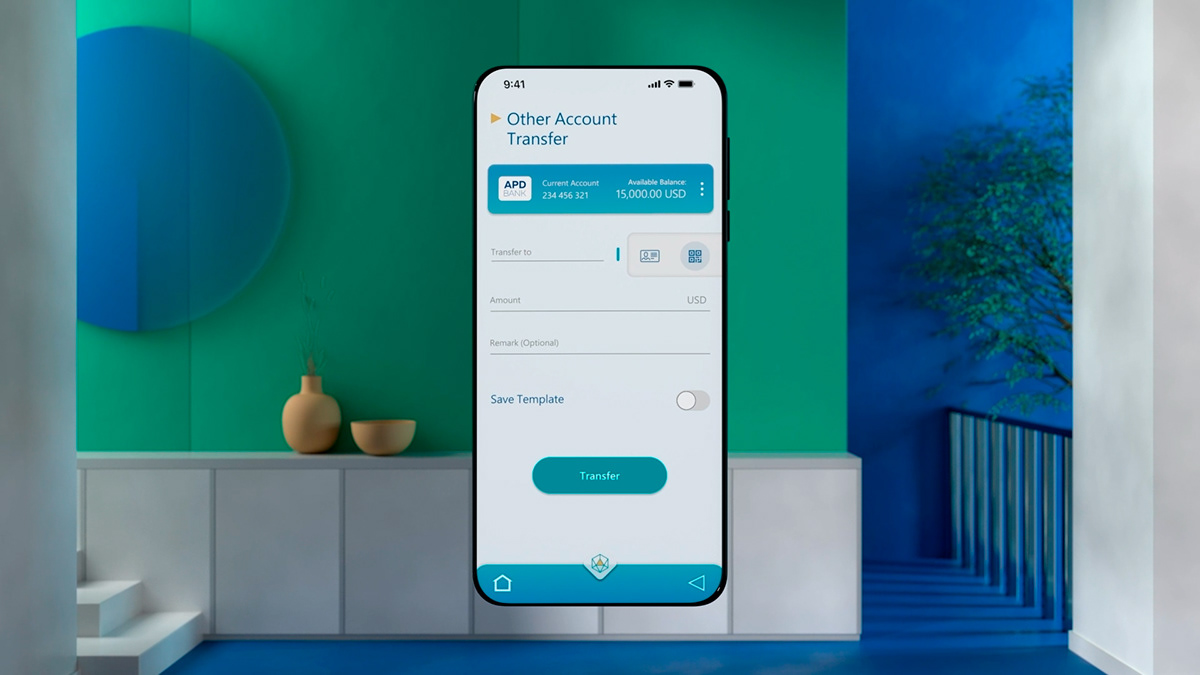 9:41
Other Account
Transfer
APD
BANK
Current Account
234 456 321
Available Balance:
15,000.00 USD
Transfer to
Amount
USD
Remark (Optional)
Save Template
Transfer